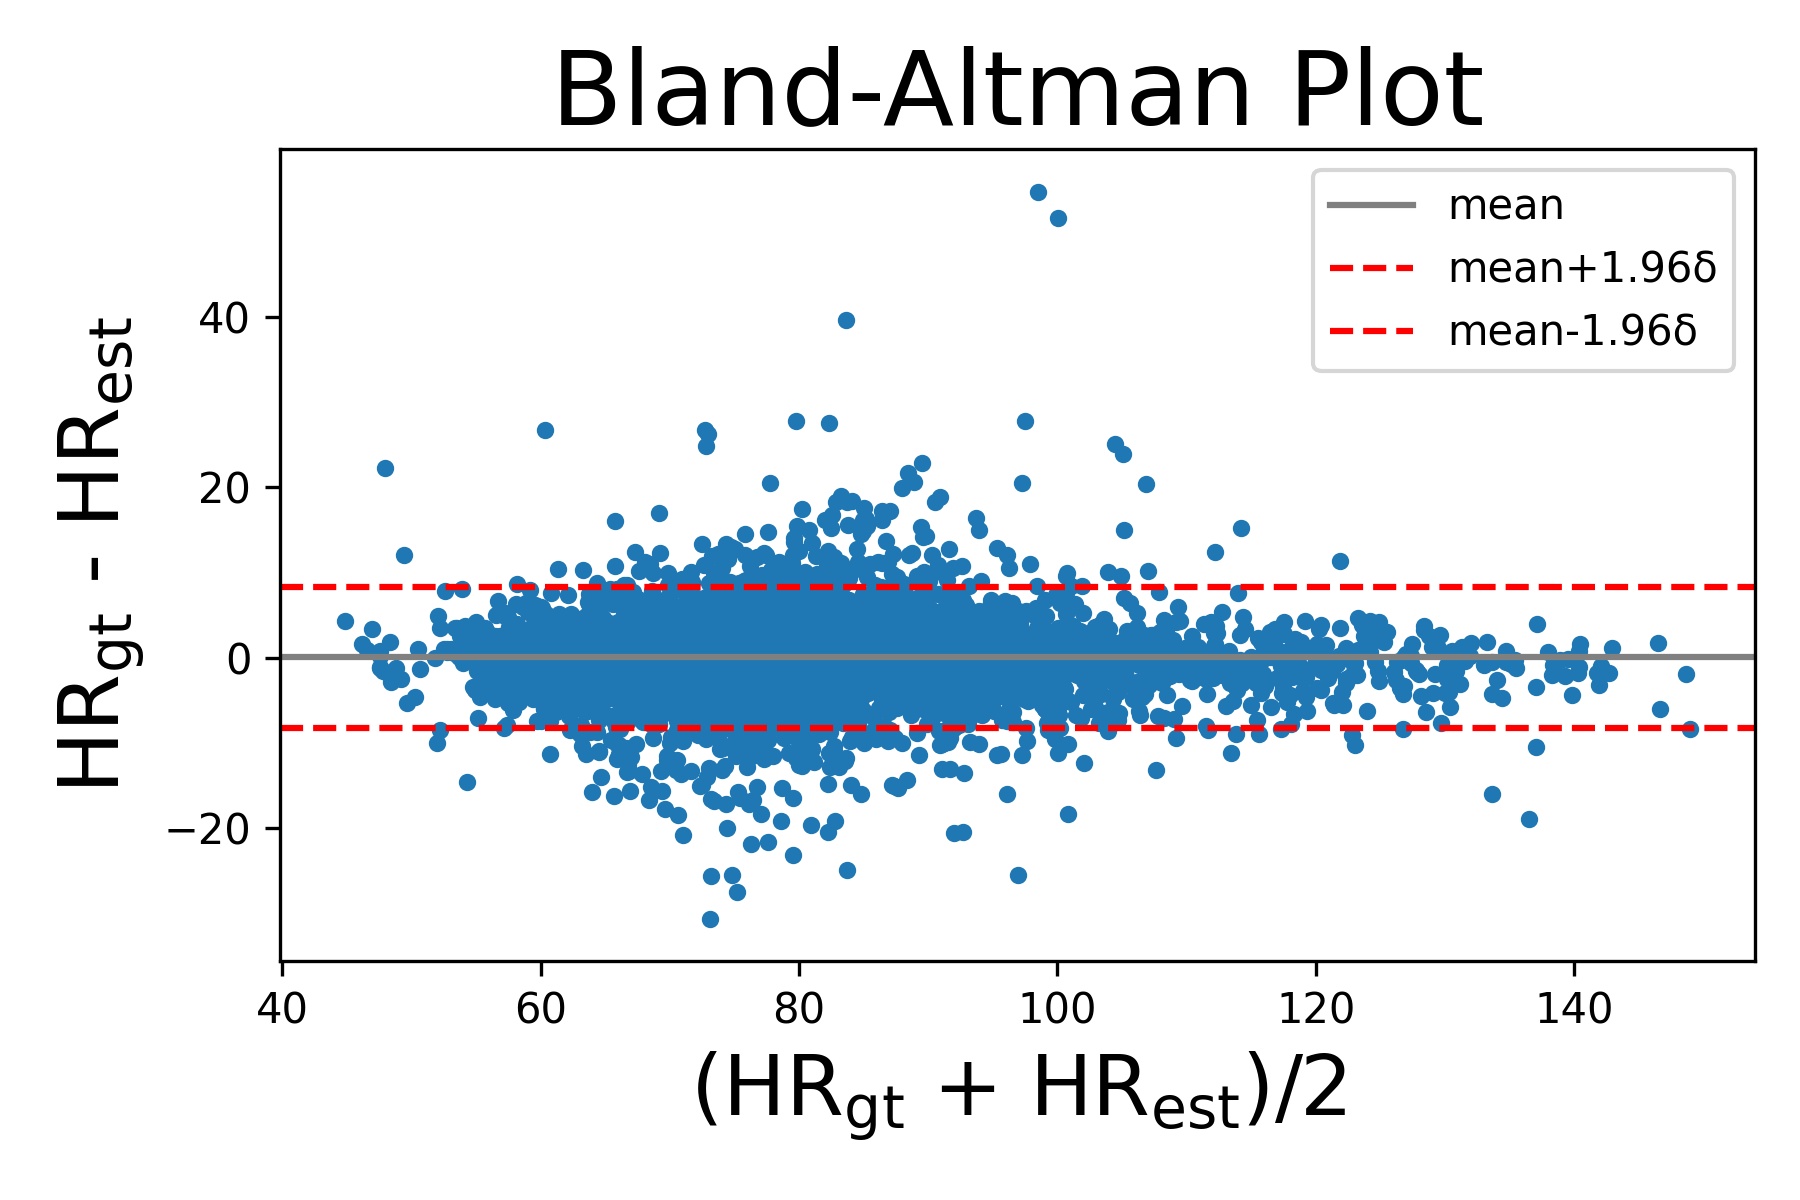 Bland-Altman Plot
mean
mean+1.96δ
mean-1.96δ
HRgt - HRest
40
20
0
−20
40
60
80
100
120
140
(HRgt + HRest)/2